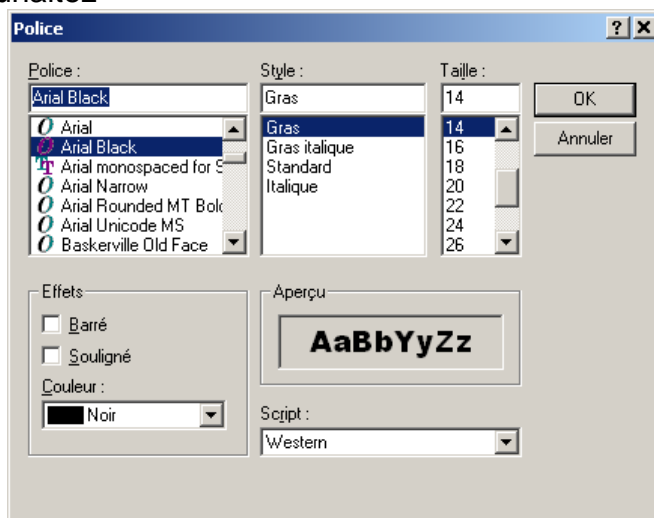 Police
? X
Police :
Style :
Taille :
Arial Black
Gras
14
OK
Arial
Gras
14
Annuler
Arial Black
Gras italique
16
Arial monospaced for S
Standard
18
Arial Narrow
Italique
20
Arial Rounded MT Bold
22
Arial Unicode MS
24
Baskerville Old Face
26
Effets
Aperçu
Barré
AaBbYyZz
Souligné
Couleur :
Noir
Script :
Western